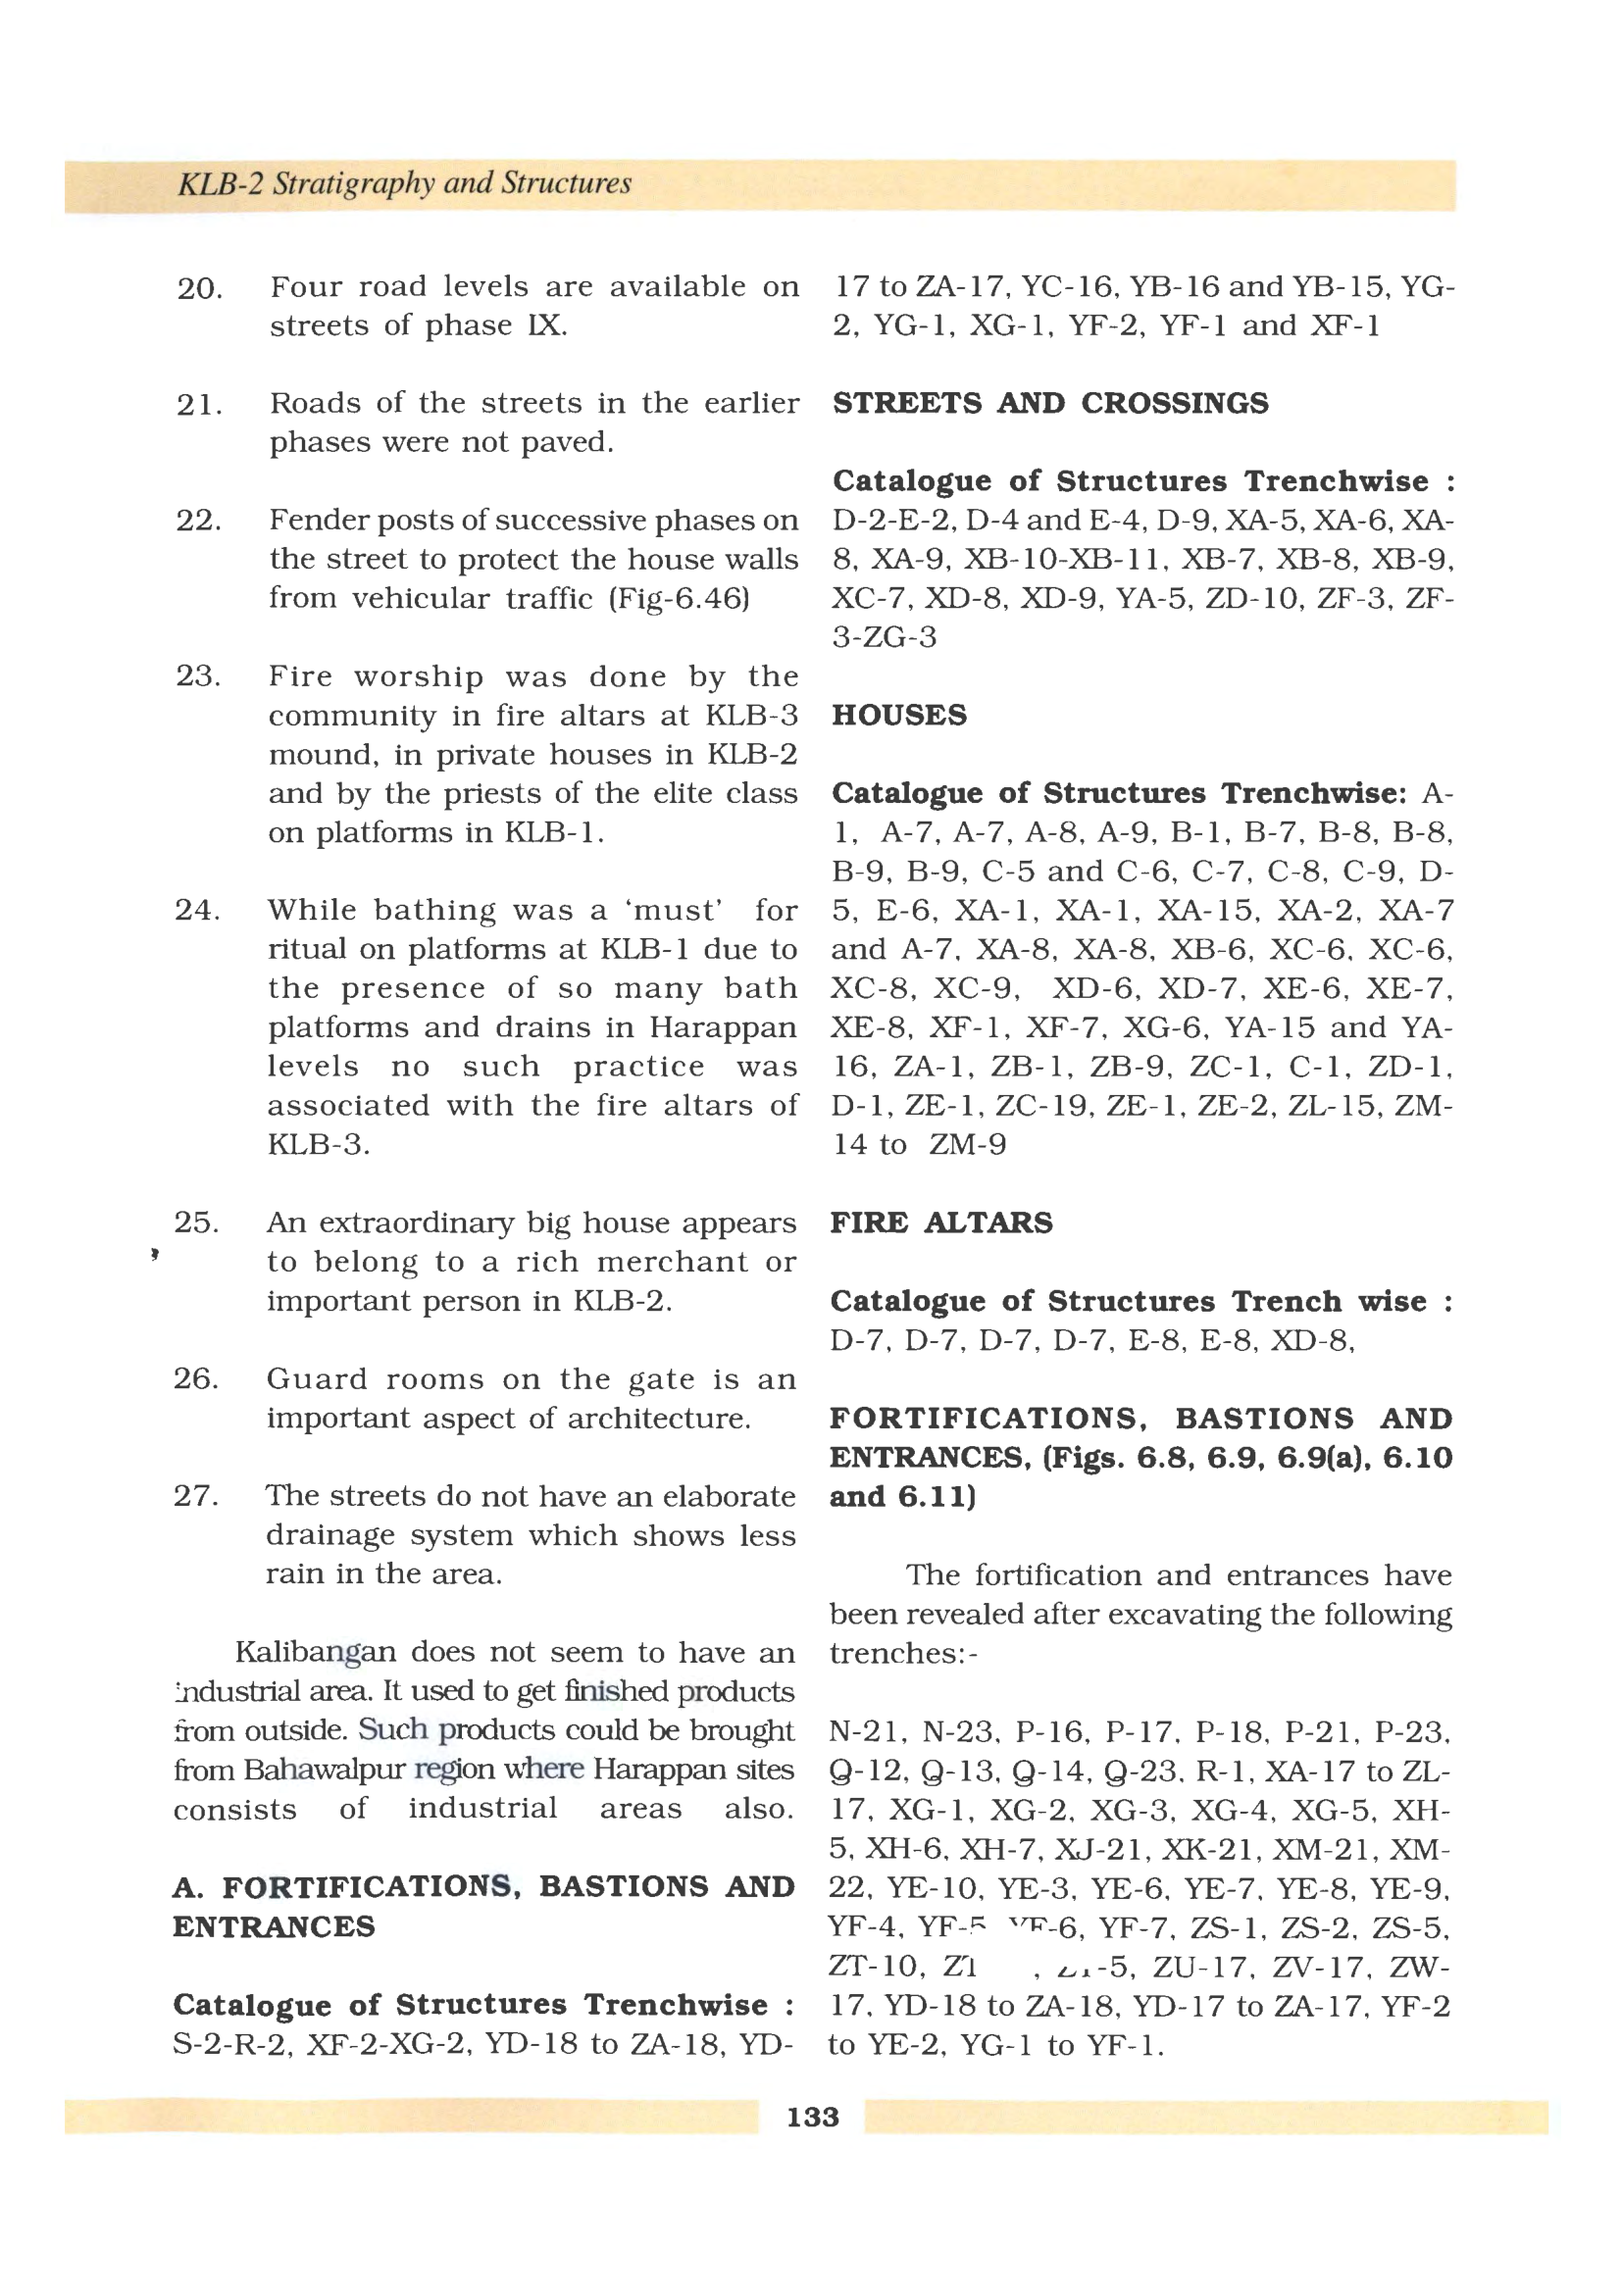 KLB-2 Stratigraphy and Structures
20. Four road levels are available on
streets of phase IX.
21. Roads of the streets in the earlier
phases were not paved.
22. Fender posts of successive phases on
the street to protect the house walls
from vehicular traffic (Fig-6.46)
23. Fire worship was done by the
community in fire altars at KLB-3
mound, in private houses in KLB-2
and by the priests of the elite class
on platforms in KLB-1.
24. While bathing was a ‘must’ for
ritual on platforms at KLB-1 due to
the presence of so many bath
platforms and drains in Harappan
levels no such practice was
associated with the fire altars of
KLB-3.
25. An extraordinary big house appears
to belong to a rich merchant or
important person in KLB-2.
26. Guard rooms on the gate is an
important aspect of architecture.
27. The streets do not have an elaborate
drainage system which shows less
rain in the area.
Kalibangan does not seem to have an
industrial area. It used to get finished products
from outside. Such products could be brought
from Bahawalpur region where Harappan sites
consists of industrial areas also.
A. FORTIFICATIONS, BASTIONS AND
ENTRANCES
Catalogue of Structures Trenchwise :
S-2-R-2, XF-2-XG-2, YD-18 to ZA-18, YD-
17 to ZA-17, YC-16, YB-16 and YB-15, YG-
2, YG-1, XG-1, YF-2, YF-1 and XF-1
STREETS AND CROSSINGS
Catalogue of Structures Trenchwise :
D-2-E-2, D-4 and E-4, D-9, XA-5, XA-6, XA-
8, XA-9, XB-10-XB-11, XB-7, XB-8, XB-9,
XC-7, XD-8, XD-9, YA-5, ZD-10, ZF-3, ZF-
3-ZG-3
HOUSES
Catalogue of Structures Trenchwise: A-
1, A-7, A-7, A-8, A-9, B-1, B-7, B-8, B-8,
B-9, B-9, C-5 and C-6, C-7, C-8, C-9, D-
5, E-6, XA-1, XA-1, XA-15, XA-2, XA-7
and A-7, XA-8, XA-8, XB-6, XC-6, XC-6,
XC-8, XC-9, XD-6, XD-7, XE-6, XE-7,
XE-8, XF-1, XF-7, XG-6, YA-15 and YA-
16, ZA-1, ZB-1, ZB-9, ZC-1, C-1, ZD-1,
D-1, ZE-1, ZC-19, ZE-1, ZE-2, ZL-15, ZM-
14 to ZM-9
FIRE ALTARS
Catalogue of Structures Trench wise :
D-7, D-7, D-7, D-7, E-8, E-8, XD-8,
FORTIFICATIONS, BASTIONS AND
ENTRANCES, (Figs. 6.8, 6.9, 6.9(a), 6.10
and 6.11)
The fortification and entrances have
been revealed after excavating the following
trenches:-
N-21, N-23, P-16, P-17, P-18, P-21, P-23,
Q-12, Q-13, Q-14, Q-23, R-1, XA-17 to ZL-
17, XG-1, XG-2, XG-3, XG-4, XG-5, XH-
5, XH-6, XH-7, XJ-21, XK-21, XM-21, XM-
22, YE-10, YE-3, YE-6, YE-7, YE-8, YE-9,
YF-4, YF-5 YF-6, YF-7, ZS-1, ZS-2, ZS-5,
ZT-10, ZU-17, ZV-17, ZW-
17, YD-18 to ZA-18, YD-17 to ZA-17, YF-2
to YE-2, YG-1 to YF-1.
133